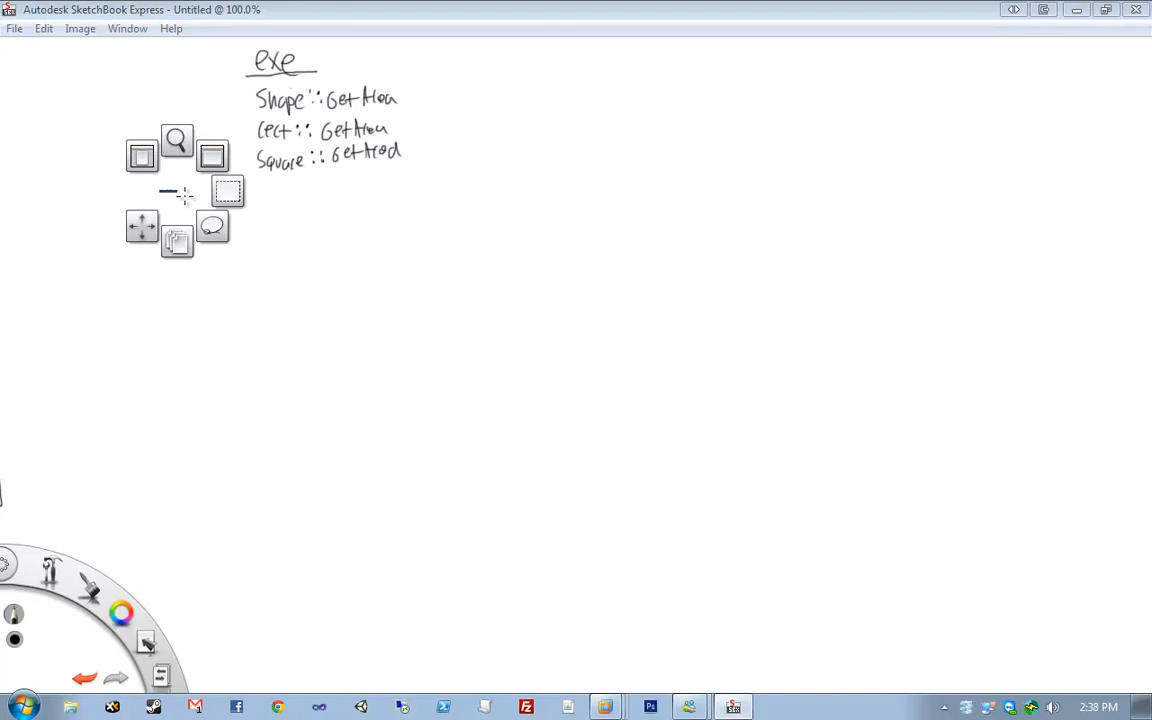 Autodesk SketchBook Express - Untitled @ 100.0%
File Edit Image Window Help
exe
Shape::GetArea
rect::GetArea
Square::GetArea
2:38 PM